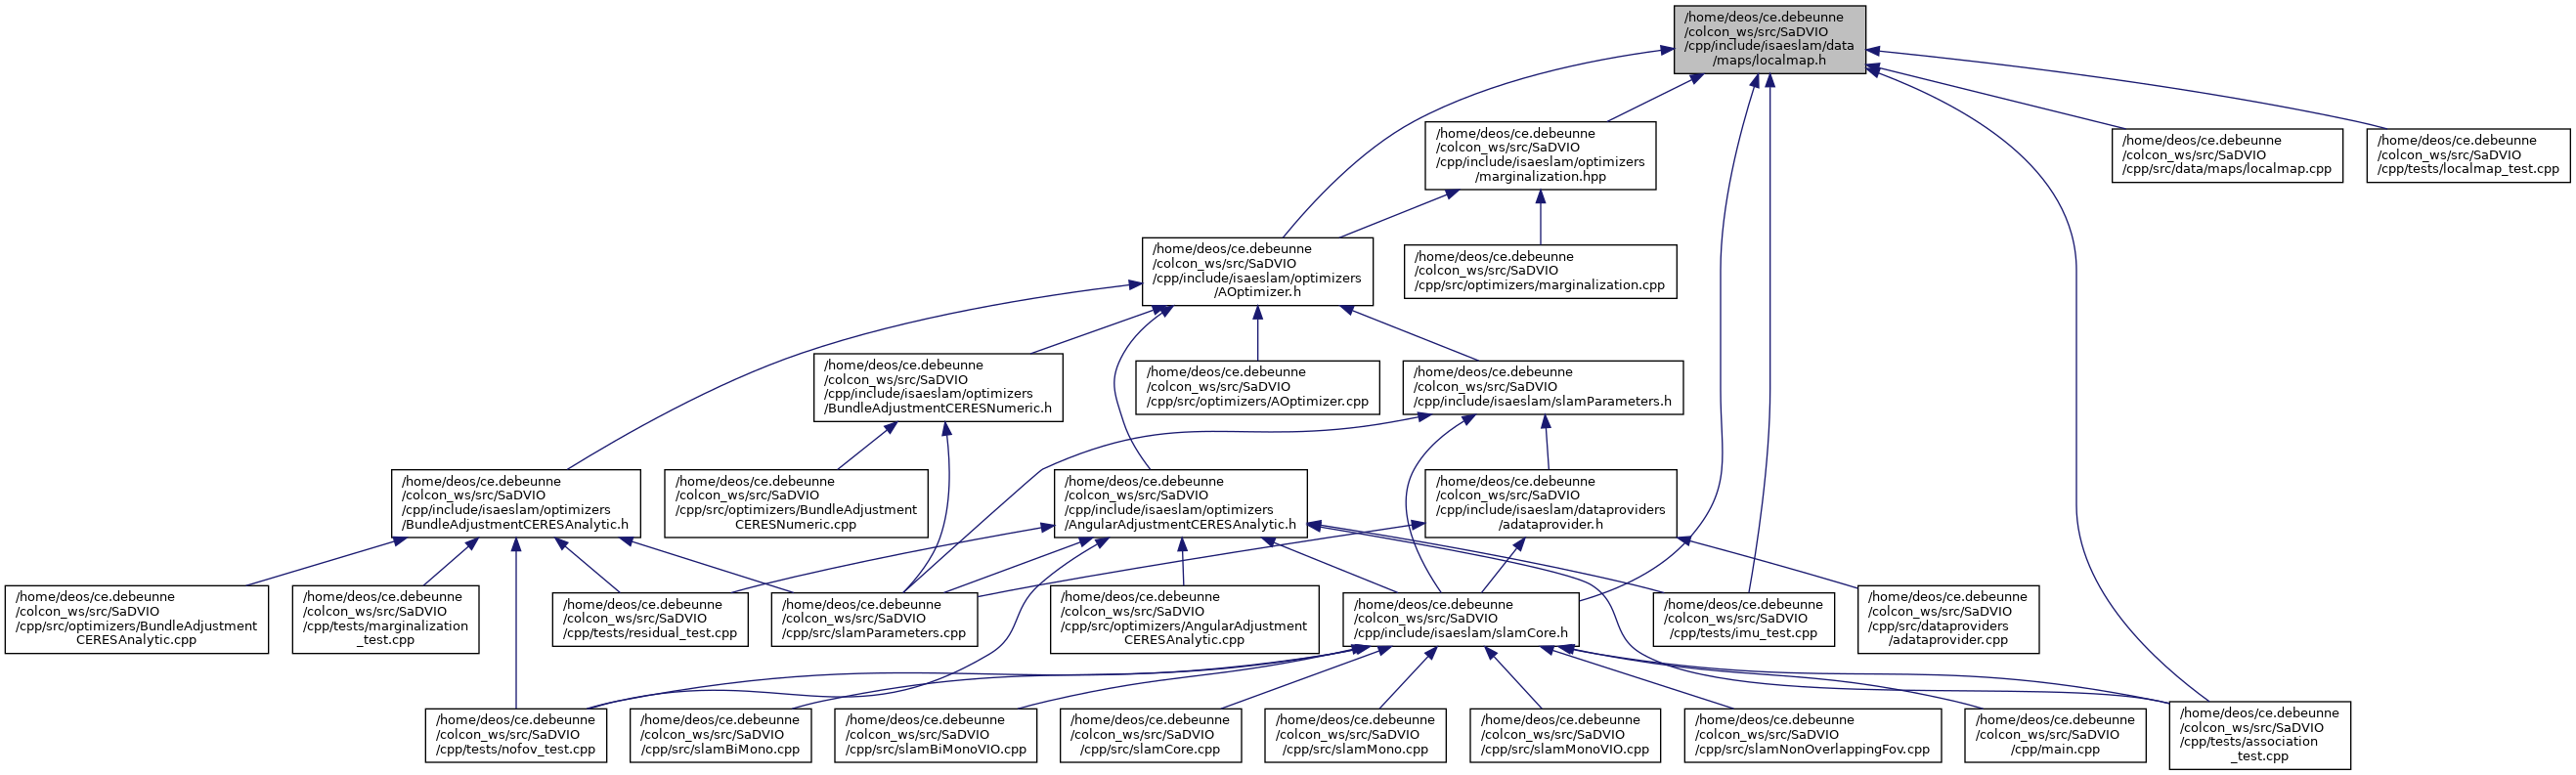 /home/deos/ce.debeunne
/colcon_ws/src/SaDVIO
/cpp/include/isaeslam/data
/maps/localmap.h
/home/deos/ce.debeunne
/colcon_ws/src/SaDVIO
/cpp/include/isaeslam/optimizers
/marginalization.hpp
/home/deos/ce.debeunne
/colcon_ws/src/SaDVIO
/cpp/src/data/maps/localmap.cpp
/home/deos/ce.debeunne
/colcon_ws/src/SaDVIO
/cpp/tests/localmap_test.cpp
/home/deos/ce.debeunne
/colcon_ws/src/SaDVIO
/cpp/include/isaeslam/optimizers
/AOptimizer.h
/home/deos/ce.debeunne
/colcon_ws/src/SaDVIO
/cpp/src/optimizers/marginalization.cpp
/home/deos/ce.debeunne
/colcon_ws/src/SaDVIO
/cpp/include/isaeslam/optimizers
/BundleAdjustmentCERESNumeric.h
/home/deos/ce.debeunne
/colcon_ws/src/SaDVIO
/cpp/src/optimizers/AOptimizer.cpp
/home/deos/ce.debeunne
/colcon_ws/src/SaDVIO
/cpp/include/isaeslam/slamParameters.h
/home/deos/ce.debeunne
/colcon_ws/src/SaDVIO
/cpp/include/isaeslam/optimizers
/BundleAdjustmentCERESAnalytic.h
/home/deos/ce.debeunne
/colcon_ws/src/SaDVIO
/cpp/src/optimizers/BundleAdjustment
CERESNumeric.cpp
/home/deos/ce.debeunne
/colcon_ws/src/SaDVIO
/cpp/include/isaeslam/optimizers
/AngularAdjustmentCERESAnalytic.h
/home/deos/ce.debeunne
/colcon_ws/src/SaDVIO
/cpp/include/isaeslam/dataproviders
/adataprovider.h
/home/deos/ce.debeunne
/colcon_ws/src/SaDVIO
/cpp/src/optimizers/BundleAdjustment
CERESAnalytic.cpp
/home/deos/ce.debeunne
/colcon_ws/src/SaDVIO
/cpp/tests/marginalization
_test.cpp
/home/deos/ce.debeunne
/colcon_ws/src/SaDVIO
/cpp/tests/residual_test.cpp
/home/deos/ce.debeunne
/colcon_ws/src/SaDVIO
/cpp/src/slamParameters.cpp
/home/deos/ce.debeunne
/colcon_ws/src/SaDVIO
/cpp/src/optimizers/AngularAdjustment
CERESAnalytic.cpp
/home/deos/ce.debeunne
/colcon_ws/src/SaDVIO
/cpp/include/isaeslam/slamCore.h
/home/deos/ce.debeunne
/colcon_ws/src/SaDVIO
/cpp/tests/imu_test.cpp
/home/deos/ce.debeunne
/colcon_ws/src/SaDVIO
/cpp/src/dataproviders
/adataprovider.cpp
/home/deos/ce.debeunne
/colcon_ws/src/SaDVIO
/cpp/tests/nofov_test.cpp
/home/deos/ce.debeunne
/colcon_ws/src/SaDVIO
/cpp/src/slamBiMono.cpp
/home/deos/ce.debeunne
/colcon_ws/src/SaDVIO
/cpp/src/slamBiMonoVIO.cpp
/home/deos/ce.debeunne
/colcon_ws/src/SaDVIO
/cpp/src/slamCore.cpp
/home/deos/ce.debeunne
/colcon_ws/src/SaDVIO
/cpp/src/slamMono.cpp
/home/deos/ce.debeunne
/colcon_ws/src/SaDVIO
/cpp/src/slamMonoVIO.cpp
/home/deos/ce.debeunne
/colcon_ws/src/SaDVIO
/cpp/src/slamNonOverlappingFov.cpp
/home/deos/ce.debeunne
/colcon_ws/src/SaDVIO
/cpp/main.cpp
/home/deos/ce.debeunne
/colcon_ws/src/SaDVIO
/cpp/tests/association
_test.cpp